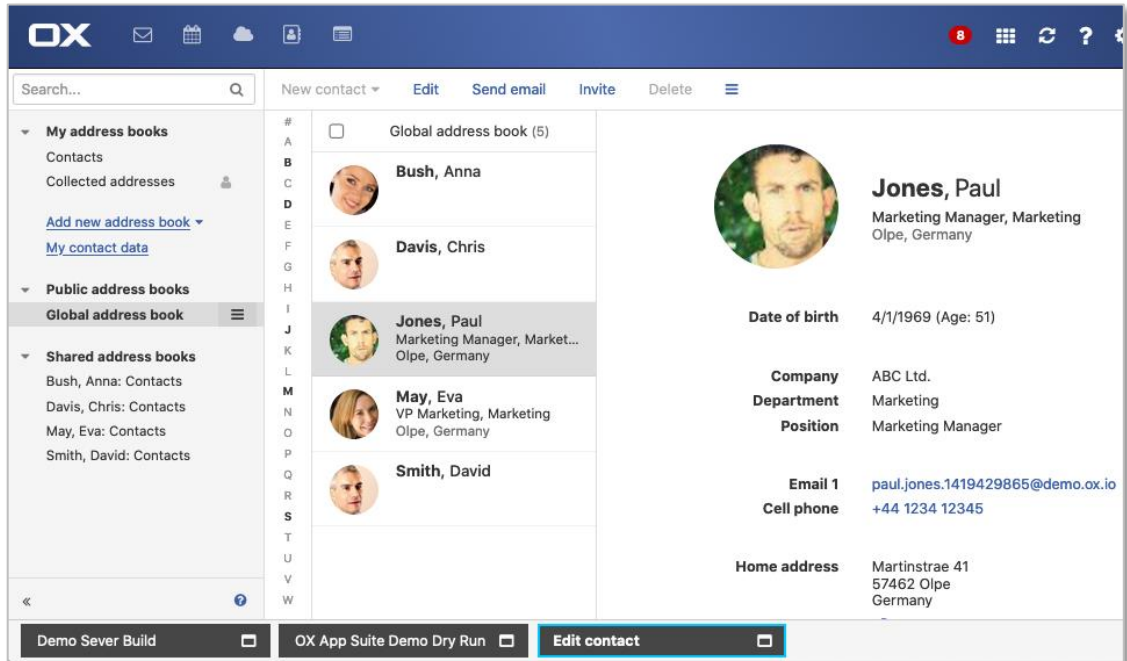 OX
8
?
Search...
New contact
Edit
Send email
Invite
Delete
My address books
Contacts
Collected addresses
Add new address book
My contact data
Public address books
Global address book
Shared address books
Bush, Anna: Contacts
Davis, Chris: Contacts
May, Eva: Contacts
Smith, David: Contacts
«
?
#
A
B
C
D
E
F
G
H
I
J
K
L
M
N
O
P
Q
R
S
T
U
V
W
Global address book (5)
Bush, Anna
Davis, Chris
Jones, Paul
Marketing Manager, Market...
Olpe, Germany
May, Eva
VP Marketing, Marketing
Olpe, Germany
Smith, David
Jones, Paul
Marketing Manager, Marketing
Olpe, Germany
Date of birth 4/1/1969 (Age: 51)
Company ABC Ltd.
Department Marketing
Position Marketing Manager
Email 1 paul.jones.1419429865@demo.ox.io
Cell phone +44 1234 12345
Home address Martinstrae 41
57462 Olpe
Germany
Demo Sever Build
OX App Suite Demo Dry Run
Edit contact